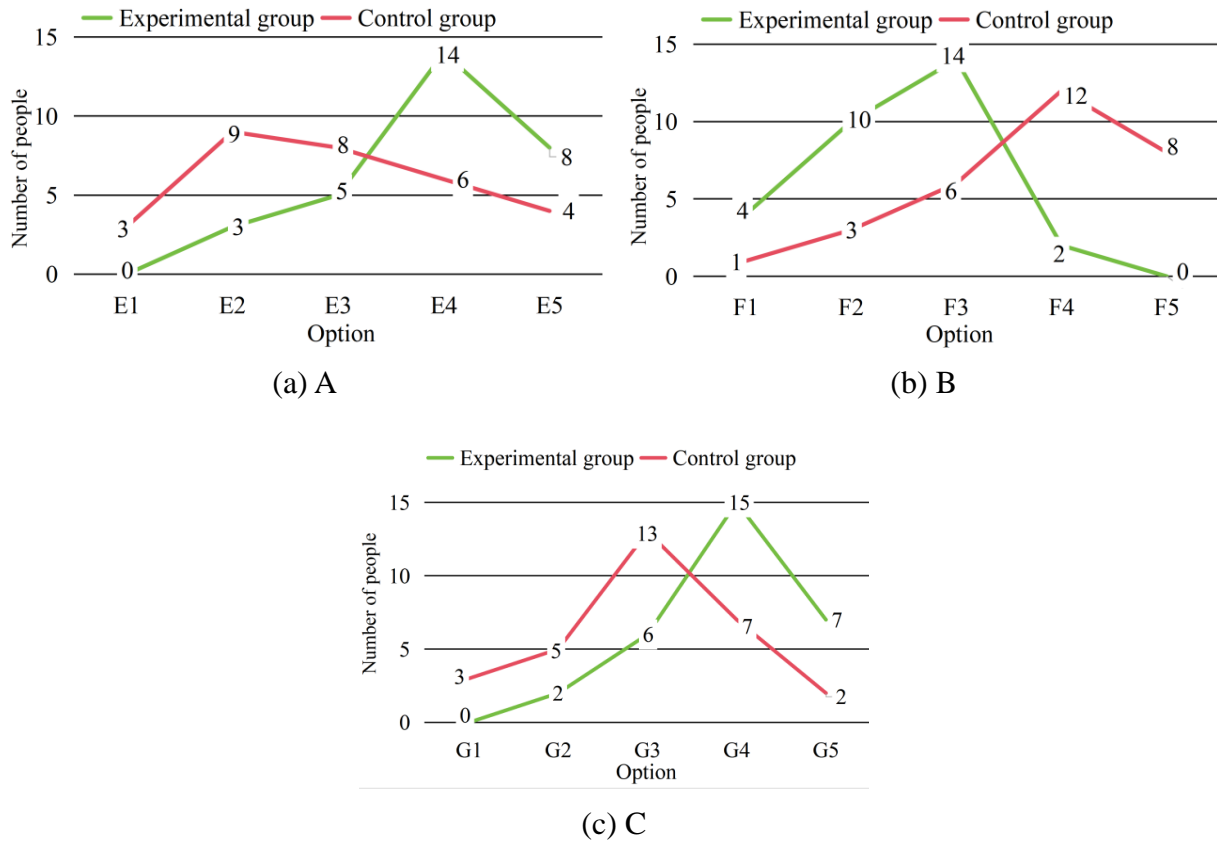 Experimental group Control group
15
10
5
0
Number of people
0 3 5 14 8
3 9 8 6 4
E1 E2 E3 E4 E5
Option
(a) A
Experimental group Control group
15
10
5
0
Number of people
4 10 14 2 0
1 3 6 12 8
F1 F2 F3 F4 F5
Option
(b) B
Experimental group Control group
15
10
5
0
Number of people
0 2 6 15 7
3 5 13 7 2
G1 G2 G3 G4 G5
Option
(c) C